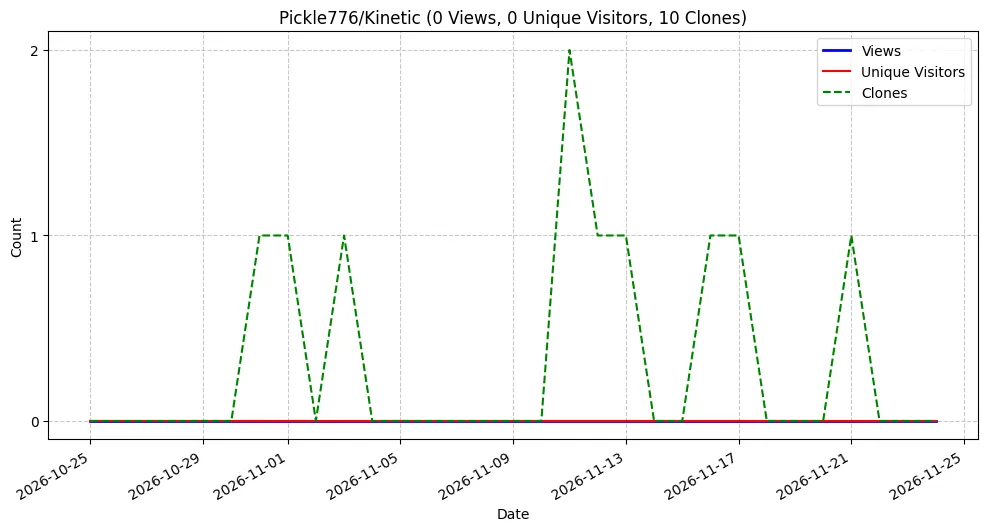 Pickle776/Kinetic (0 Views, 0 Unique Visitors, 10 Clones)
Views
Unique Visitors
Clones
2
1
0
Count
2026-10-25
2026-10-29
2026-11-01
2026-11-05
2026-11-09
2026-11-13
2026-11-17
2026-11-21
2026-11-25
Date